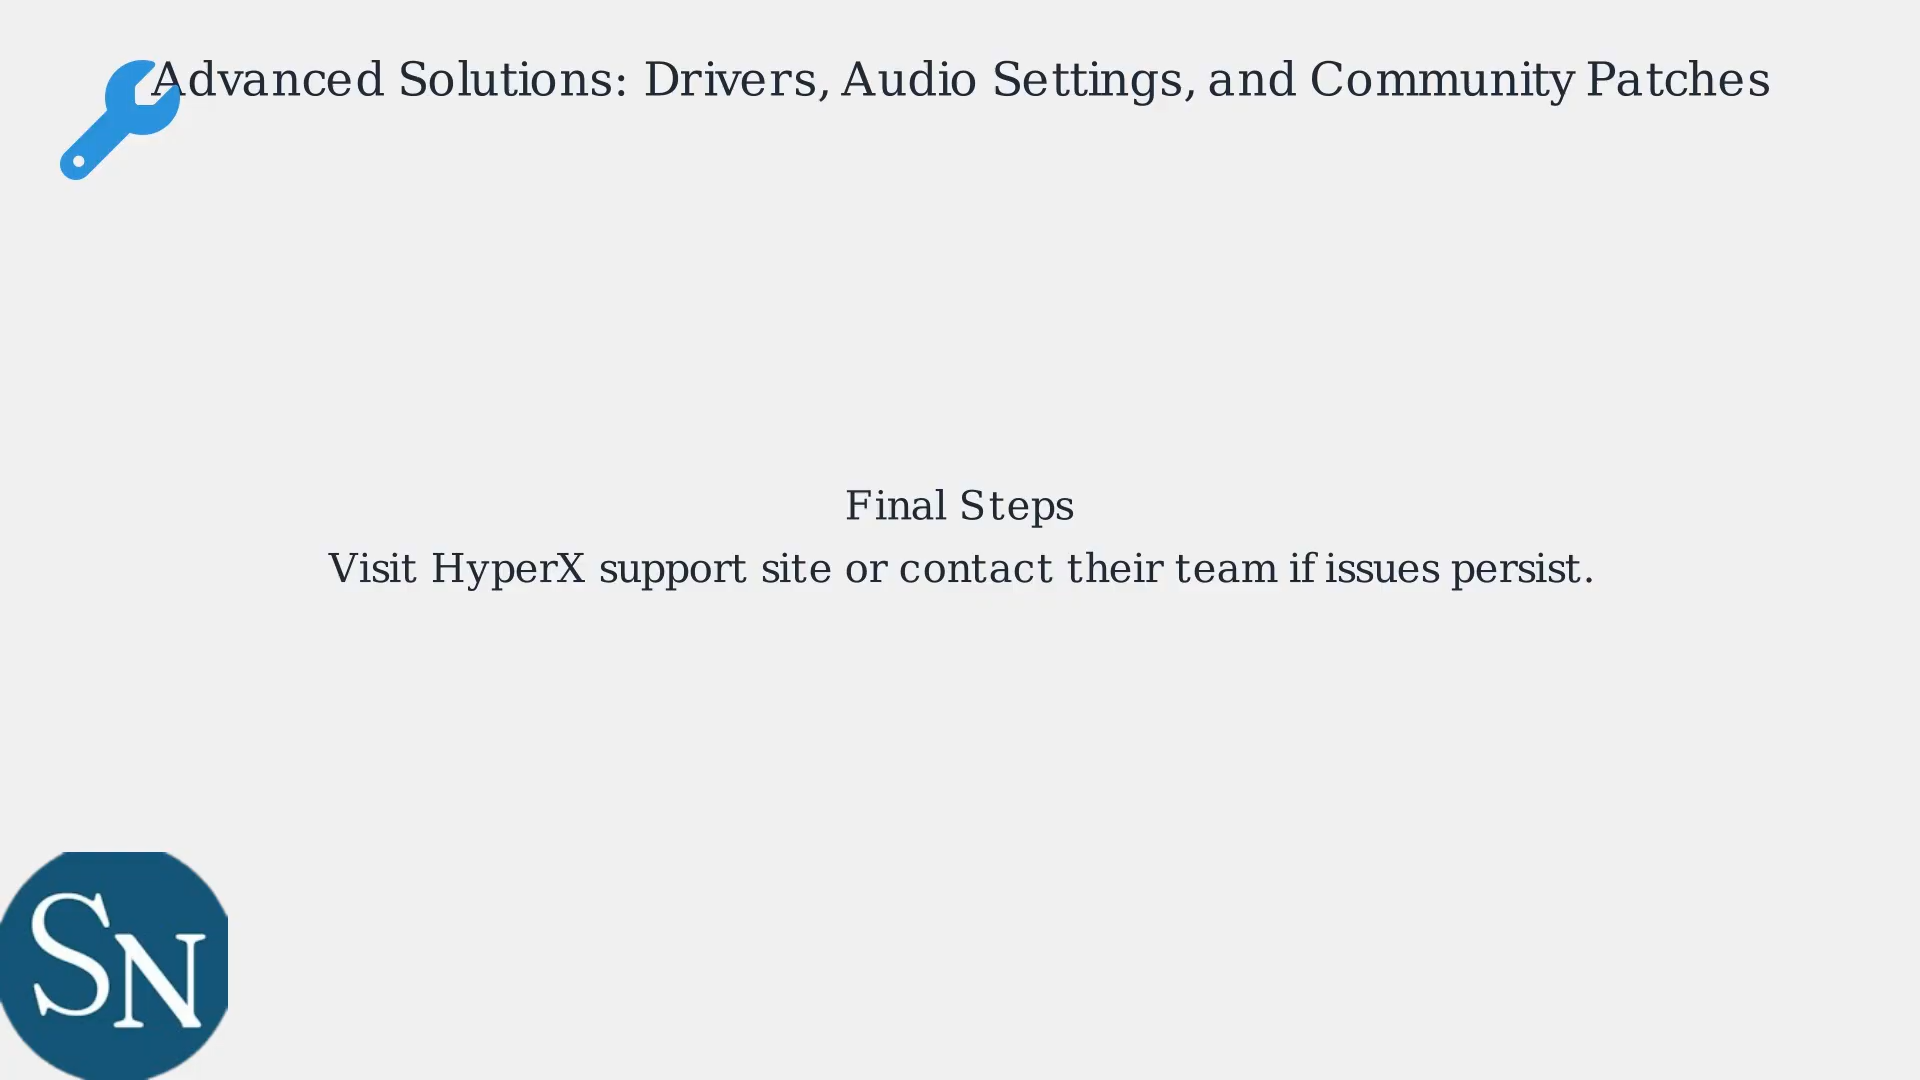 Advanced Solutions: Drivers, Audio Settings, and Community Patches
Final Steps
Visit HyperX support site or contact their team if issues persist.
SN